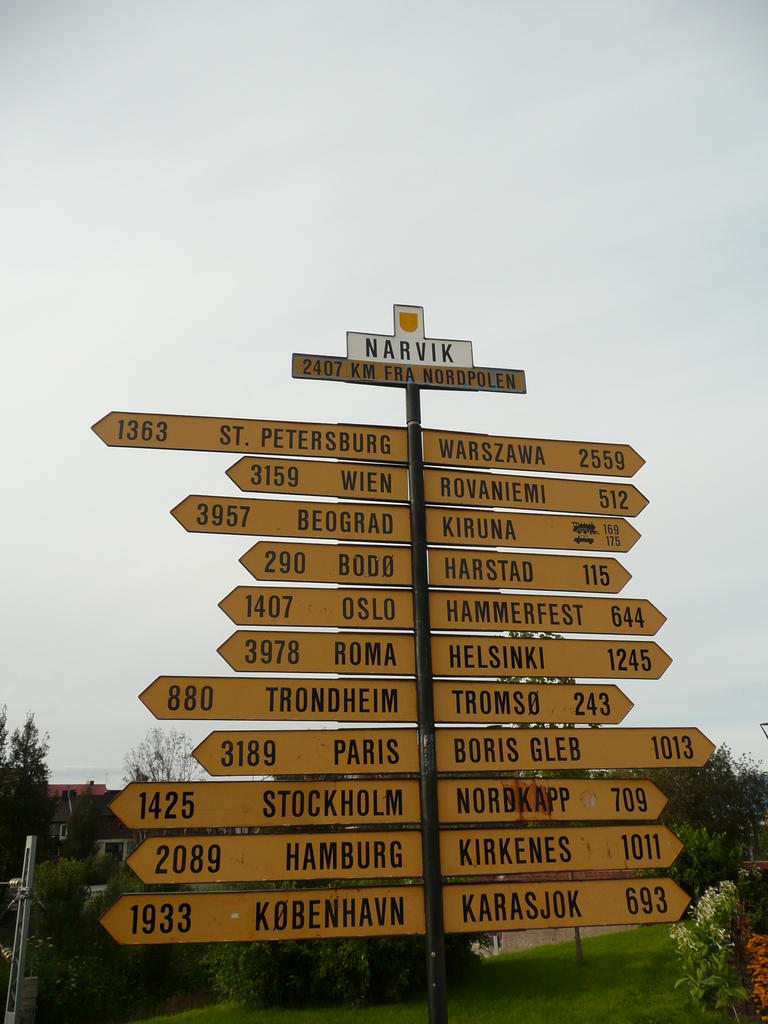 NARVIK
2407 KM FRA NORDPOLEN
1363 ST. PETERSBURG
WARSZAWA 2559
3159 WIEN
ROVANIEMI 512
3957 BEOGRAD
KIRUNA 169
175
290 BODØ
HARSTAD 115
1407 OSLO
HAMMERFEST 644
3978 ROMA
HELSINKI 1245
880 TRONDHEIM
TROMSØ 243
3189 PARIS
BORIS GLEB 1013
1425 STOCKHOLM
NORDKAPP 709
2089 HAMBURG
KIRKENES 1011
1933 KØBENHAVN
KARASJOK 693